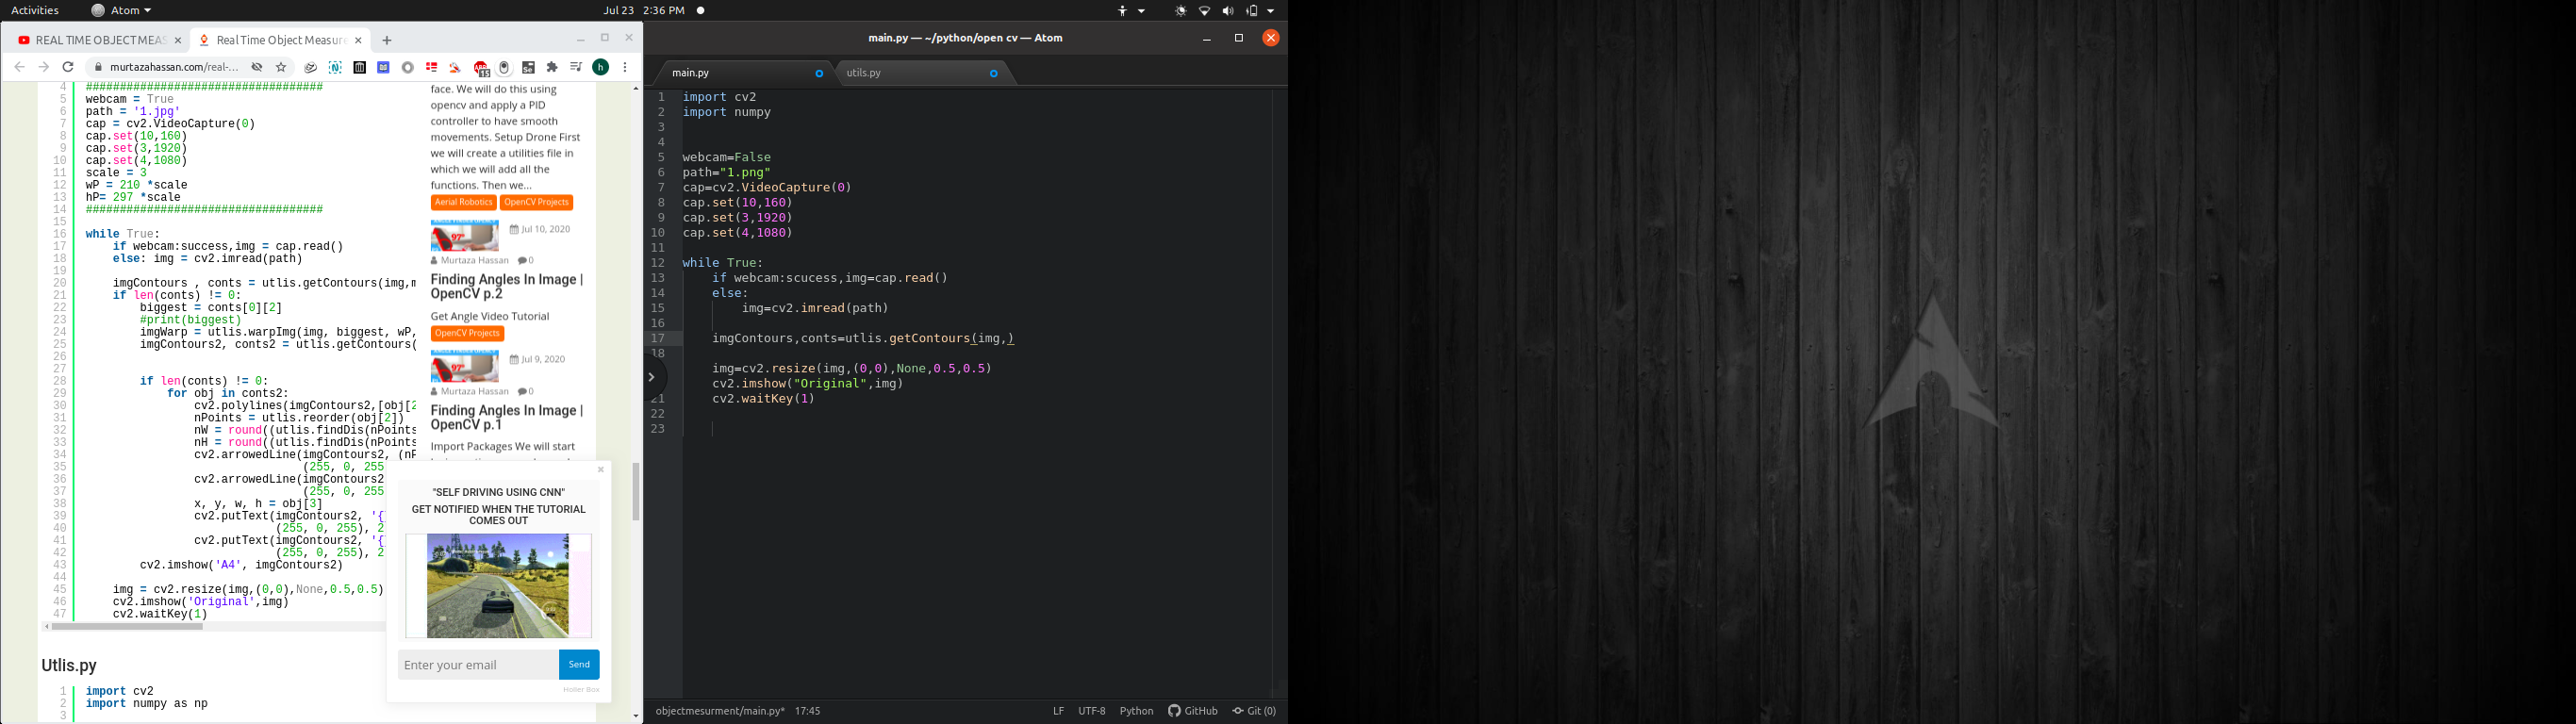 Activities
Atom
Jul 23 2:36 PM
REAL TIME OBJECT MEAS
Real Time Object Measure
murtazahassan.com/real-...
15
Se
h
4 ###################################
5 webcam = True
6 path = '1.jpg'
7 cap = cv2.VideoCapture(0)
8 cap.set(10,160)
9 cap.set(3,1920)
10 cap.set(4,1080)
11 scale = 3
12 wP = 210 *scale
13 hP= 297 *scale
14 ###################################
15
16 while True:
17 if webcam:success,img = cap.read()
18 else: img = cv2.imread(path)
19
20 imgContours , conts = utlis.getContours(img,m
21 if len(conts) != 0:
22 biggest = conts[0][2]
23 #print(biggest)
24 imgWarp = utlis.warpImg(img, biggest, wP,
25 imgContours2, conts2 = utlis.getContours(
26
27
28 if len(conts) != 0:
29 for obj in conts2:
30 cv2.polylines(imgContours2,[obj[2
31 nPoints = utlis.reorder(obj[2])
32 nW = round((utlis.findDis(nPoints
33 nH = round((utlis.findDis(nPoints
34 cv2.arrowedLine(imgContours2, (nP
35 (255, 0, 255
36 cv2.arrowedLine(imgContours2
37 (255, 0, 255
38 x, y, w, h = obj[3]
39 cv2.putText(imgContours2, '{
40 (255, 0, 255), 2
41 cv2.putText(imgContours2, '{
42 (255, 0, 255), 2
43 cv2.imshow('A4', imgContours2)
44
45 img = cv2.resize(img,(0,0),None,0.5,0.5)
46 cv2.imshow('Original',img)
47 cv2.waitKey(1)
Utlis.py
1 import cv2
2 import numpy as np
3
face. We will do this using
opencv and apply a PID
controller to have smooth
movements. Setup Drone First
we will create a utilities file in
which we will add all the
functions. Then we...
Aerial Robotics OpenCV Projects
97°
Jul 10, 2020
Murtaza Hassan 0
Finding Angles In Image |
OpenCV p.2
Get Angle Video Tutorial
OpenCV Projects
97°
Jul 9, 2020
Murtaza Hassan 0
Finding Angles In Image |
OpenCV p.1
Import Packages We will start
"SELF DRIVING USING CNN"
GET NOTIFIED WHEN THE TUTORIAL
COMES OUT
Enter your email
Send
Holler Box
main.py — ~/python/open cv — Atom
main.py
utils.py
1 import cv2
2 import numpy
3
4
5 webcam=False
6 path="1.png"
7 cap=cv2.VideoCapture(0)
8 cap.set(10,160)
9 cap.set(3,1920)
10 cap.set(4,1080)
11
12 while True:
13 if webcam:scucess,img=cap.read()
14 else:
15 img=cv2.imread(path)
16
17 imgContours,conts=utlis.getContours(img,)
18
img=cv2.resize(img,(0,0),None,0.5,0.5)
cv2.imshow("Original",img)
21 cv2.waitKey(1)
22
23
objectmesurment/main.py* 17:45
LF UTF-8 Python GitHub Git (0)